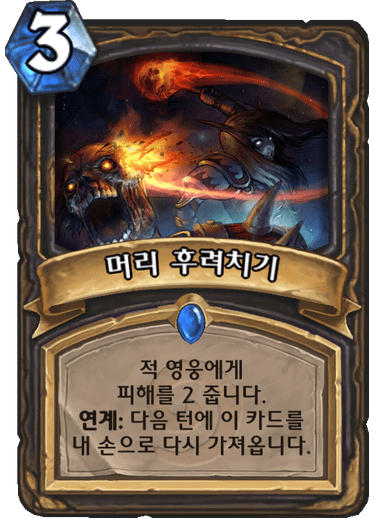 3
머리 후려치기
적 영웅에게
피해를 2 줍니다.
연계: 다음 턴에 이 카드를
내 손으로 다시 가져옵니다.